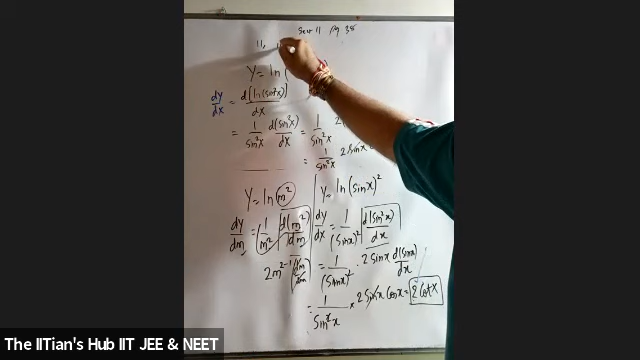 Sec 11 pg 38
11,
Y = ln (
dy/dx = d[ln(sin²x)]/dx
= 1/sin²x d(sin²x)/dx = 1/sin²x 2
= 1/sin²x 2 sinx
Y = ln(m²)
dy/dm = 1/m² d(m²)/dm
2m²⁻¹ dm/dm
Y = ln(sinx)²
dy/dx = 1/(sinx)² d(sin²x)/dx
= 1/(sinx)² · 2 sinx d(sinx)/dx
= 1/sin²x × 2 sinx cosx = 2 cotx
The IITian's Hub IIT JEE & NEET